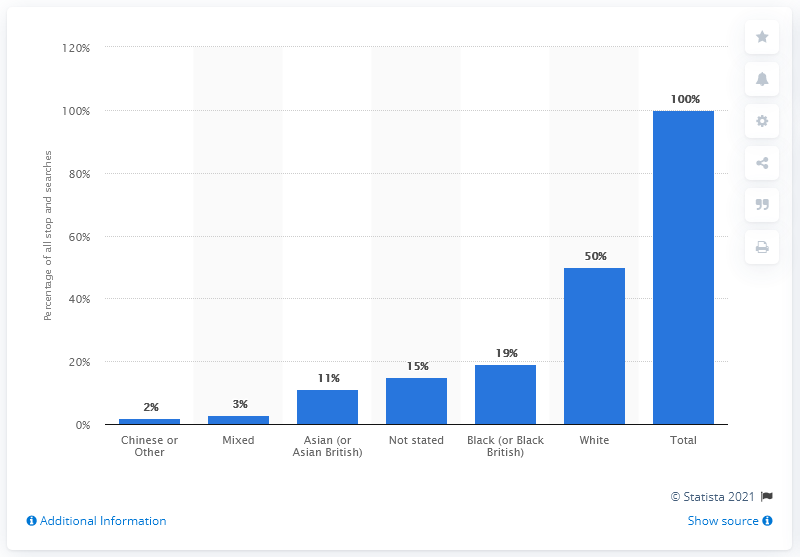 120%
100%
80%
60%
40%
20%
0%
Percentage of all stop and searches
2%
3%
11%
15%
19%
50%
100%
Chinese or
Other
Mixed
Asian (or
Asian British)
Not stated
Black (or Black
British)
White
Total
© Statista 2021
Additional Information
Show source